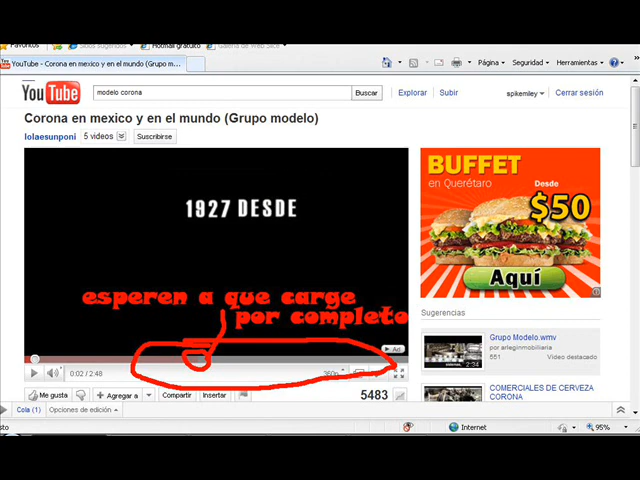 Favoritos Sitios sugeridos Hotmail gratuito Galería de Web Slice
YouTube - Corona en mexico y en el mundo (Grupo m...
Página Seguridad Herramientas
YouTube modelo corona Buscar Explorar Subir spikemiley Cerrar sesión
Corona en mexico y en el mundo (Grupo modelo)
lolaesunponi 5 videos Suscribirse
1927 DESDE
esperen a que carge
por completo
Ad
0:02 / 2:48 360p
Me gusta Agregar a Compartir Insertar 5483
BUFFET
en Querétaro
Desde
$50
Aquí
Sugerencias
Grupo Modelo.wmv
por arleginmobiliaria
551 Video destacado
2:34
COMERCIALES DE CERVEZA
CORONA
Cola (1) Opciones de edición
sto Internet 95%